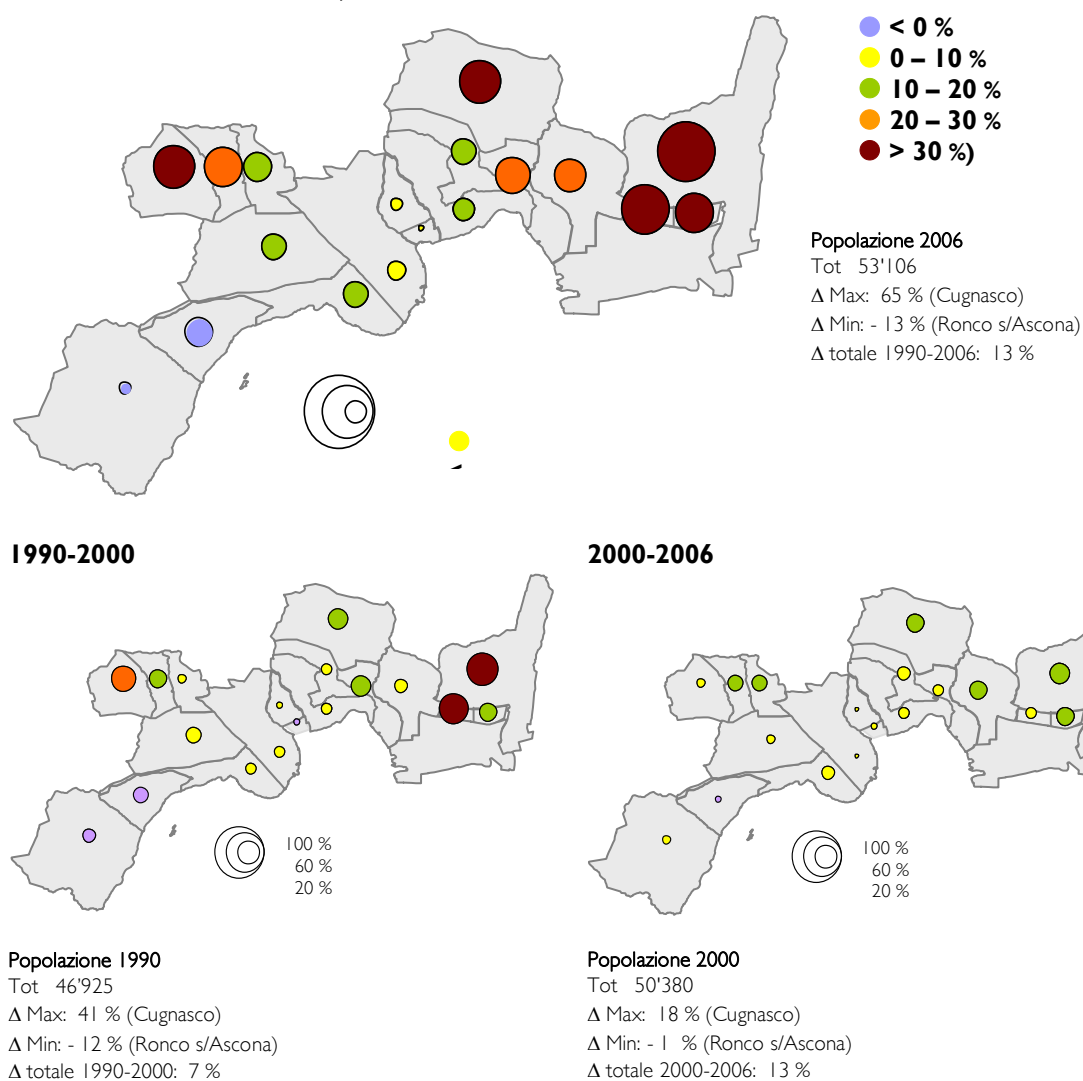 < 0 %
0 – 10 %
10 – 20 %
20 – 30 %
> 30 %)
Popolazione 2006
Tot 53'106
Δ Max: 65 % (Cugnasco)
Δ Min: - 13 % (Ronco s/Ascona)
Δ totale 1990-2006: 13 %
1990-2000
100 %
60 %
20 %
Popolazione 1990
Tot 46'925
Δ Max: 41 % (Cugnasco)
Δ Min: - 12 % (Ronco s/Ascona)
Δ totale 1990-2000: 7 %
2000-2006
100 %
60 %
20 %
Popolazione 2000
Tot 50'380
Δ Max: 18 % (Cugnasco)
Δ Min: - 1 % (Ronco s/Ascona)
Δ totale 2000-2006: 13 %